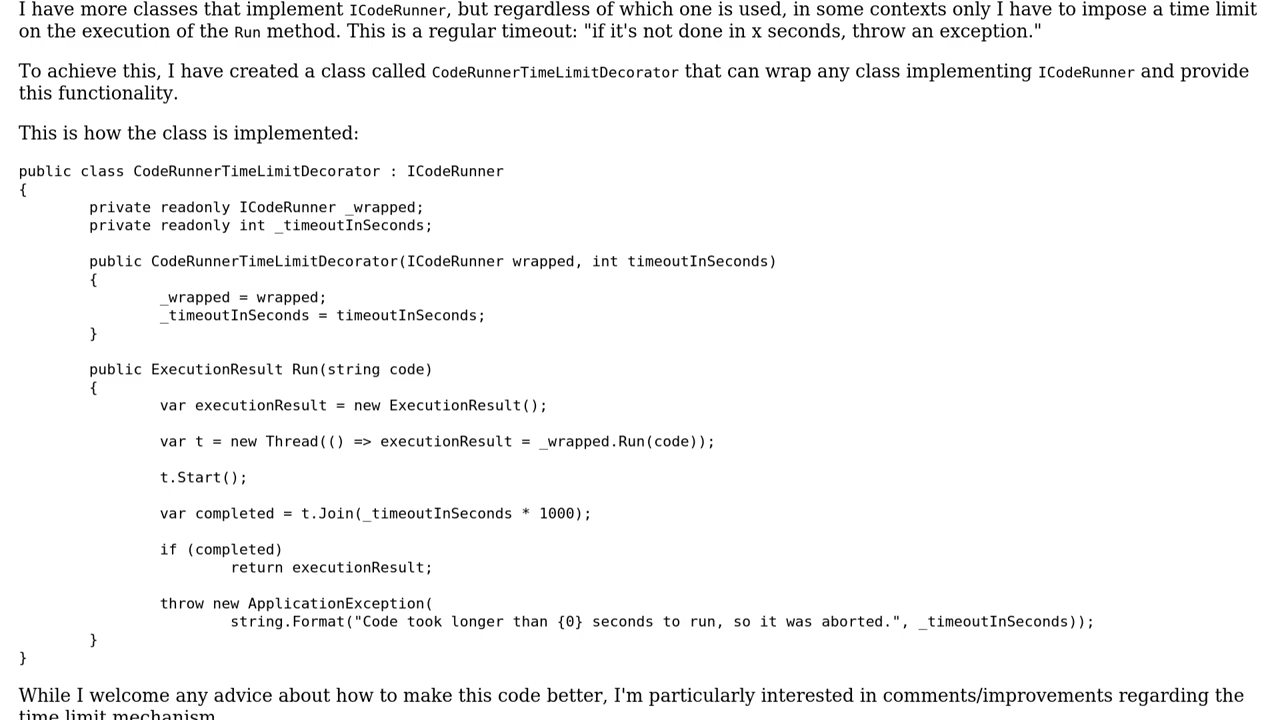 I have more classes that implement ICodeRunner, but regardless of which one is used, in some contexts only I have to impose a time limit
on the execution of the Run method. This is a regular timeout: "if it's not done in x seconds, throw an exception."
To achieve this, I have created a class called CodeRunnerTimeLimitDecorator that can wrap any class implementing ICodeRunner and provide
this functionality.
This is how the class is implemented:
public class CodeRunnerTimeLimitDecorator : ICodeRunner
{
        private readonly ICodeRunner _wrapped;
        private readonly int _timeoutInSeconds;
        public CodeRunnerTimeLimitDecorator(ICodeRunner wrapped, int timeoutInSeconds)
        {
                _wrapped = wrapped;
                _timeoutInSeconds = timeoutInSeconds;
        }
        public ExecutionResult Run(string code)
        {
                var executionResult = new ExecutionResult();
                var t = new Thread(() => executionResult = _wrapped.Run(code));
                t.Start();
                var completed = t.Join(_timeoutInSeconds * 1000);
                if (completed)
                        return executionResult;
                throw new ApplicationException(
                        string.Format("Code took longer than {0} seconds to run, so it was aborted.", _timeoutInSeconds));
        }
}
While I welcome any advice about how to make this code better, I'm particularly interested in comments/improvements regarding the
time limit mechanism